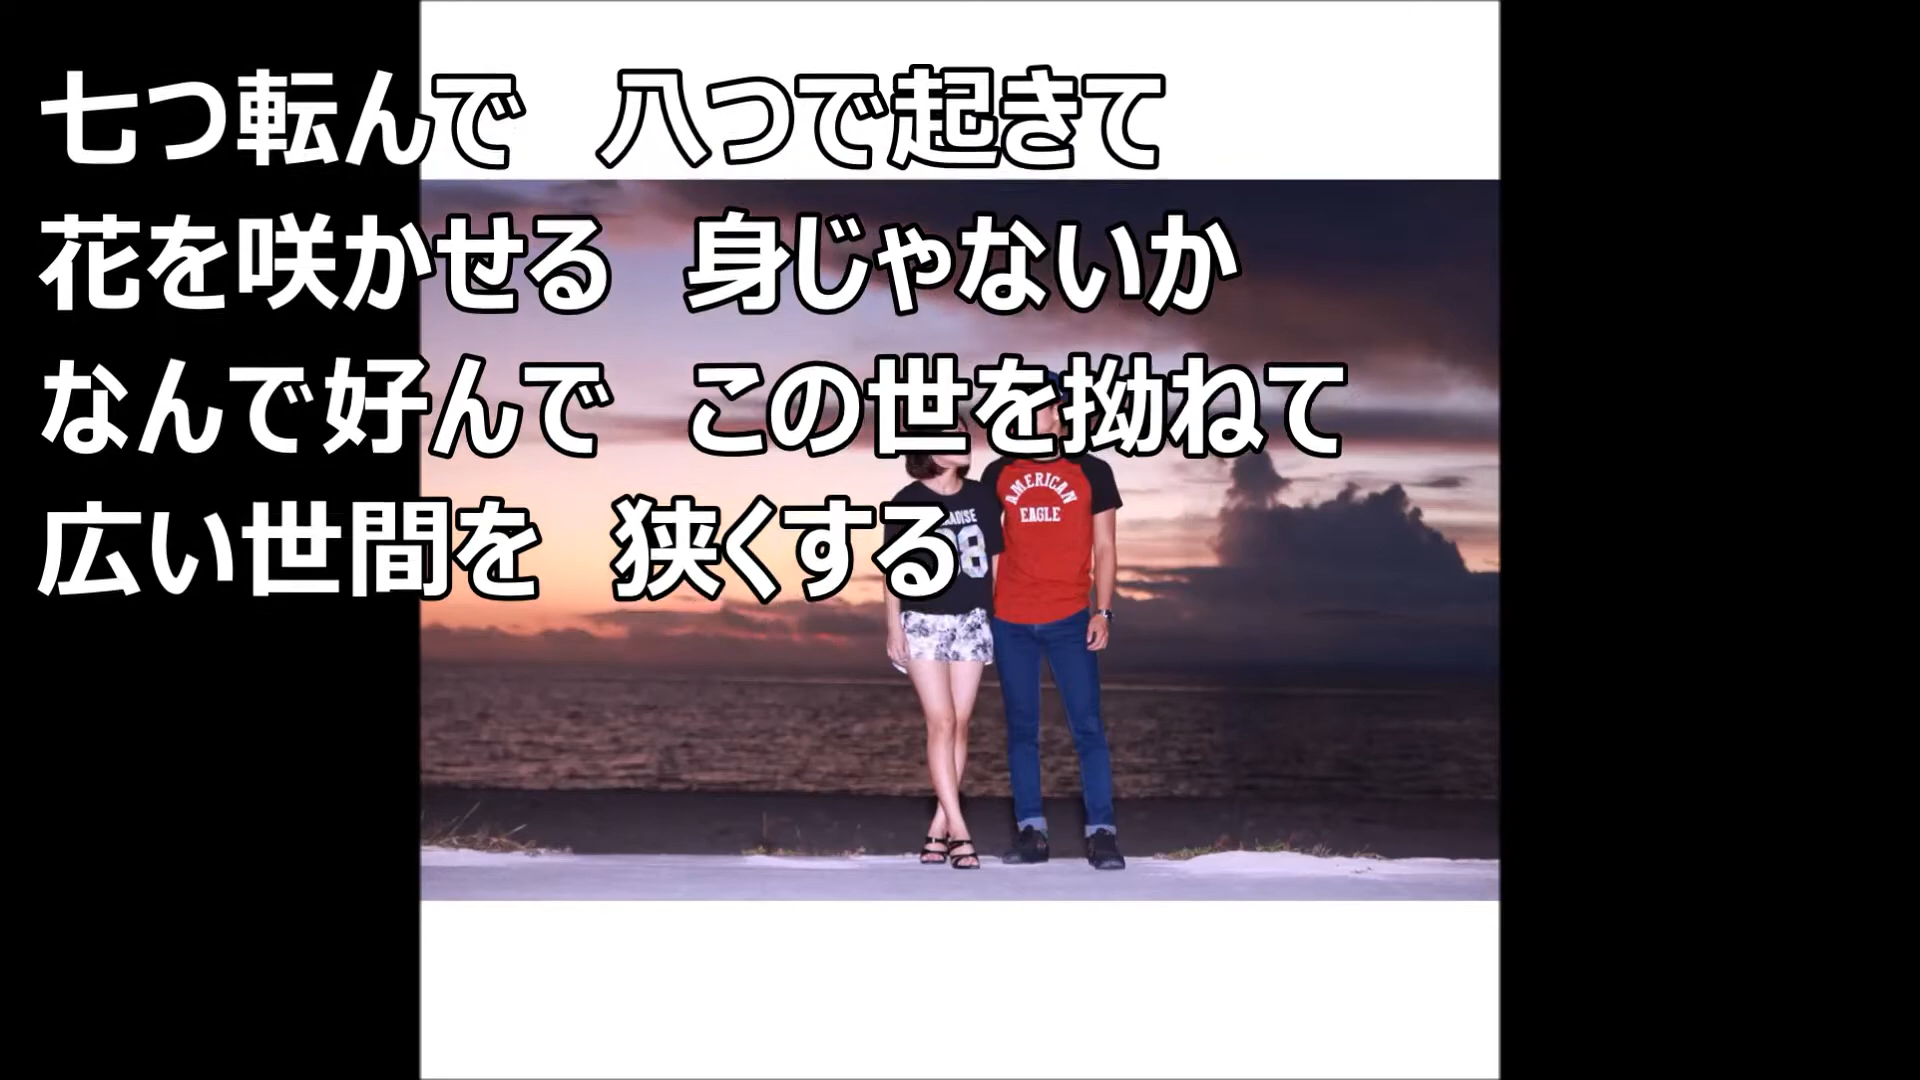 七つ転んで　八つで起きて
花を咲かせる　身じゃないか
なんで好んで　この世を拗ねて
広い世間を　狭くする
AMERICAN
EAGLE